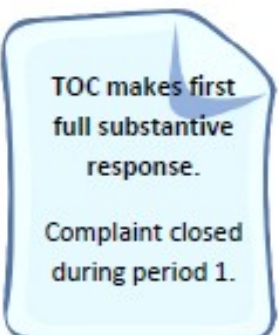 TOC makes first
full substantive
response.
Complaint closed
during period 1.